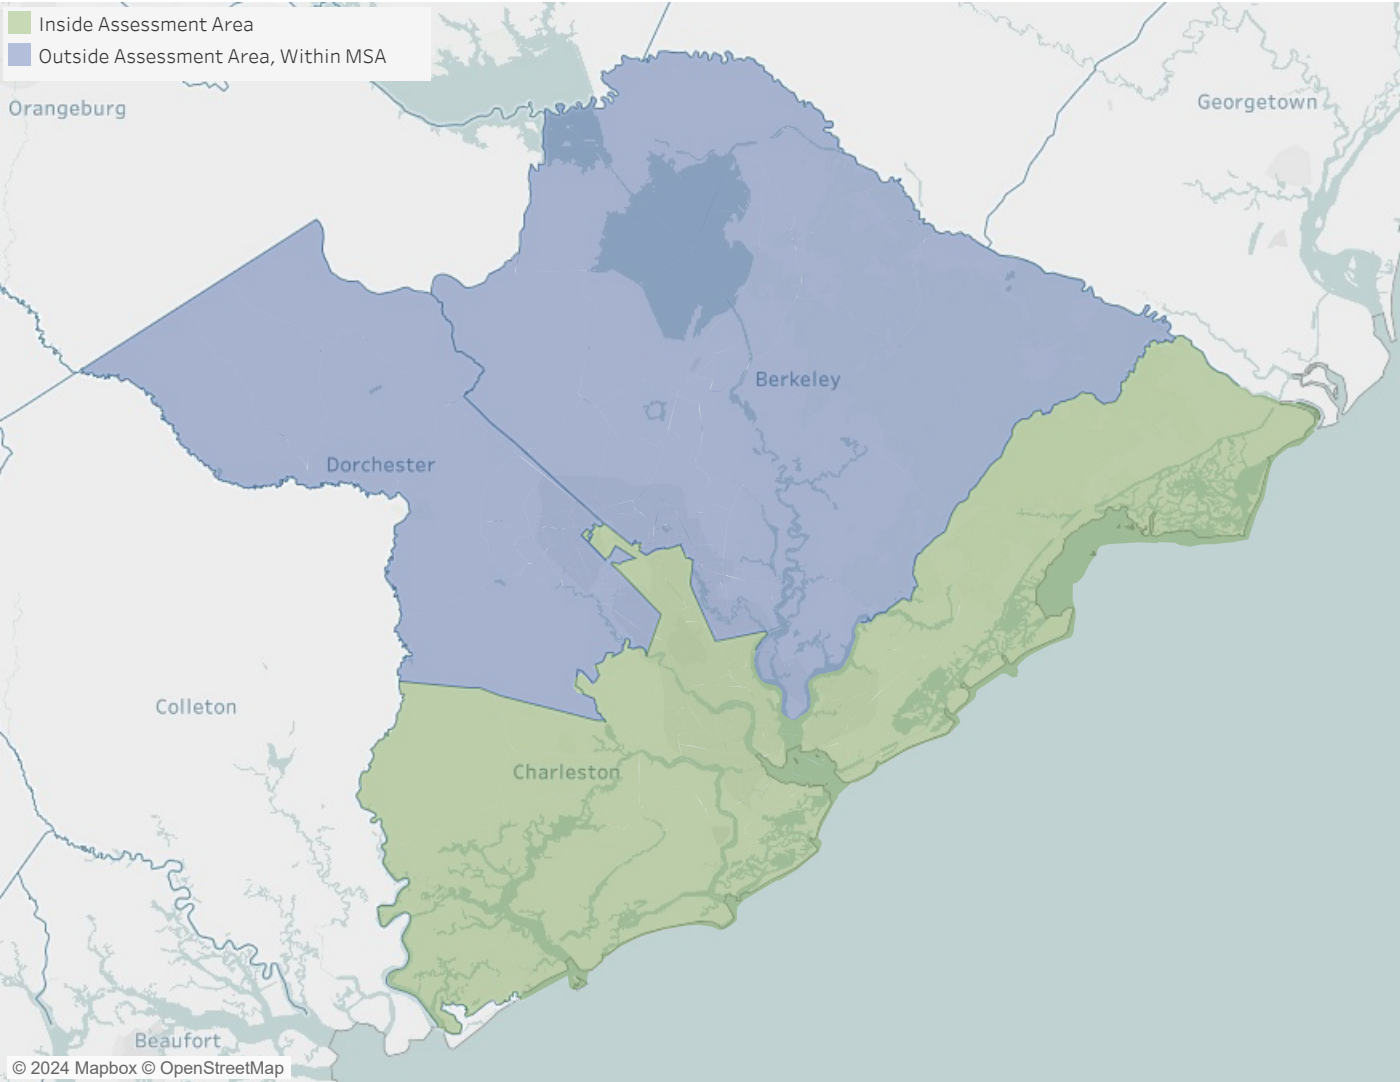 Inside Assessment Area
Outside Assessment Area, Within MSA
Orangeburg
Georgetown
Berkeley
Dorchester
Colleton
Charleston
Beaufort
© 2024 Mapbox © OpenStreetMap